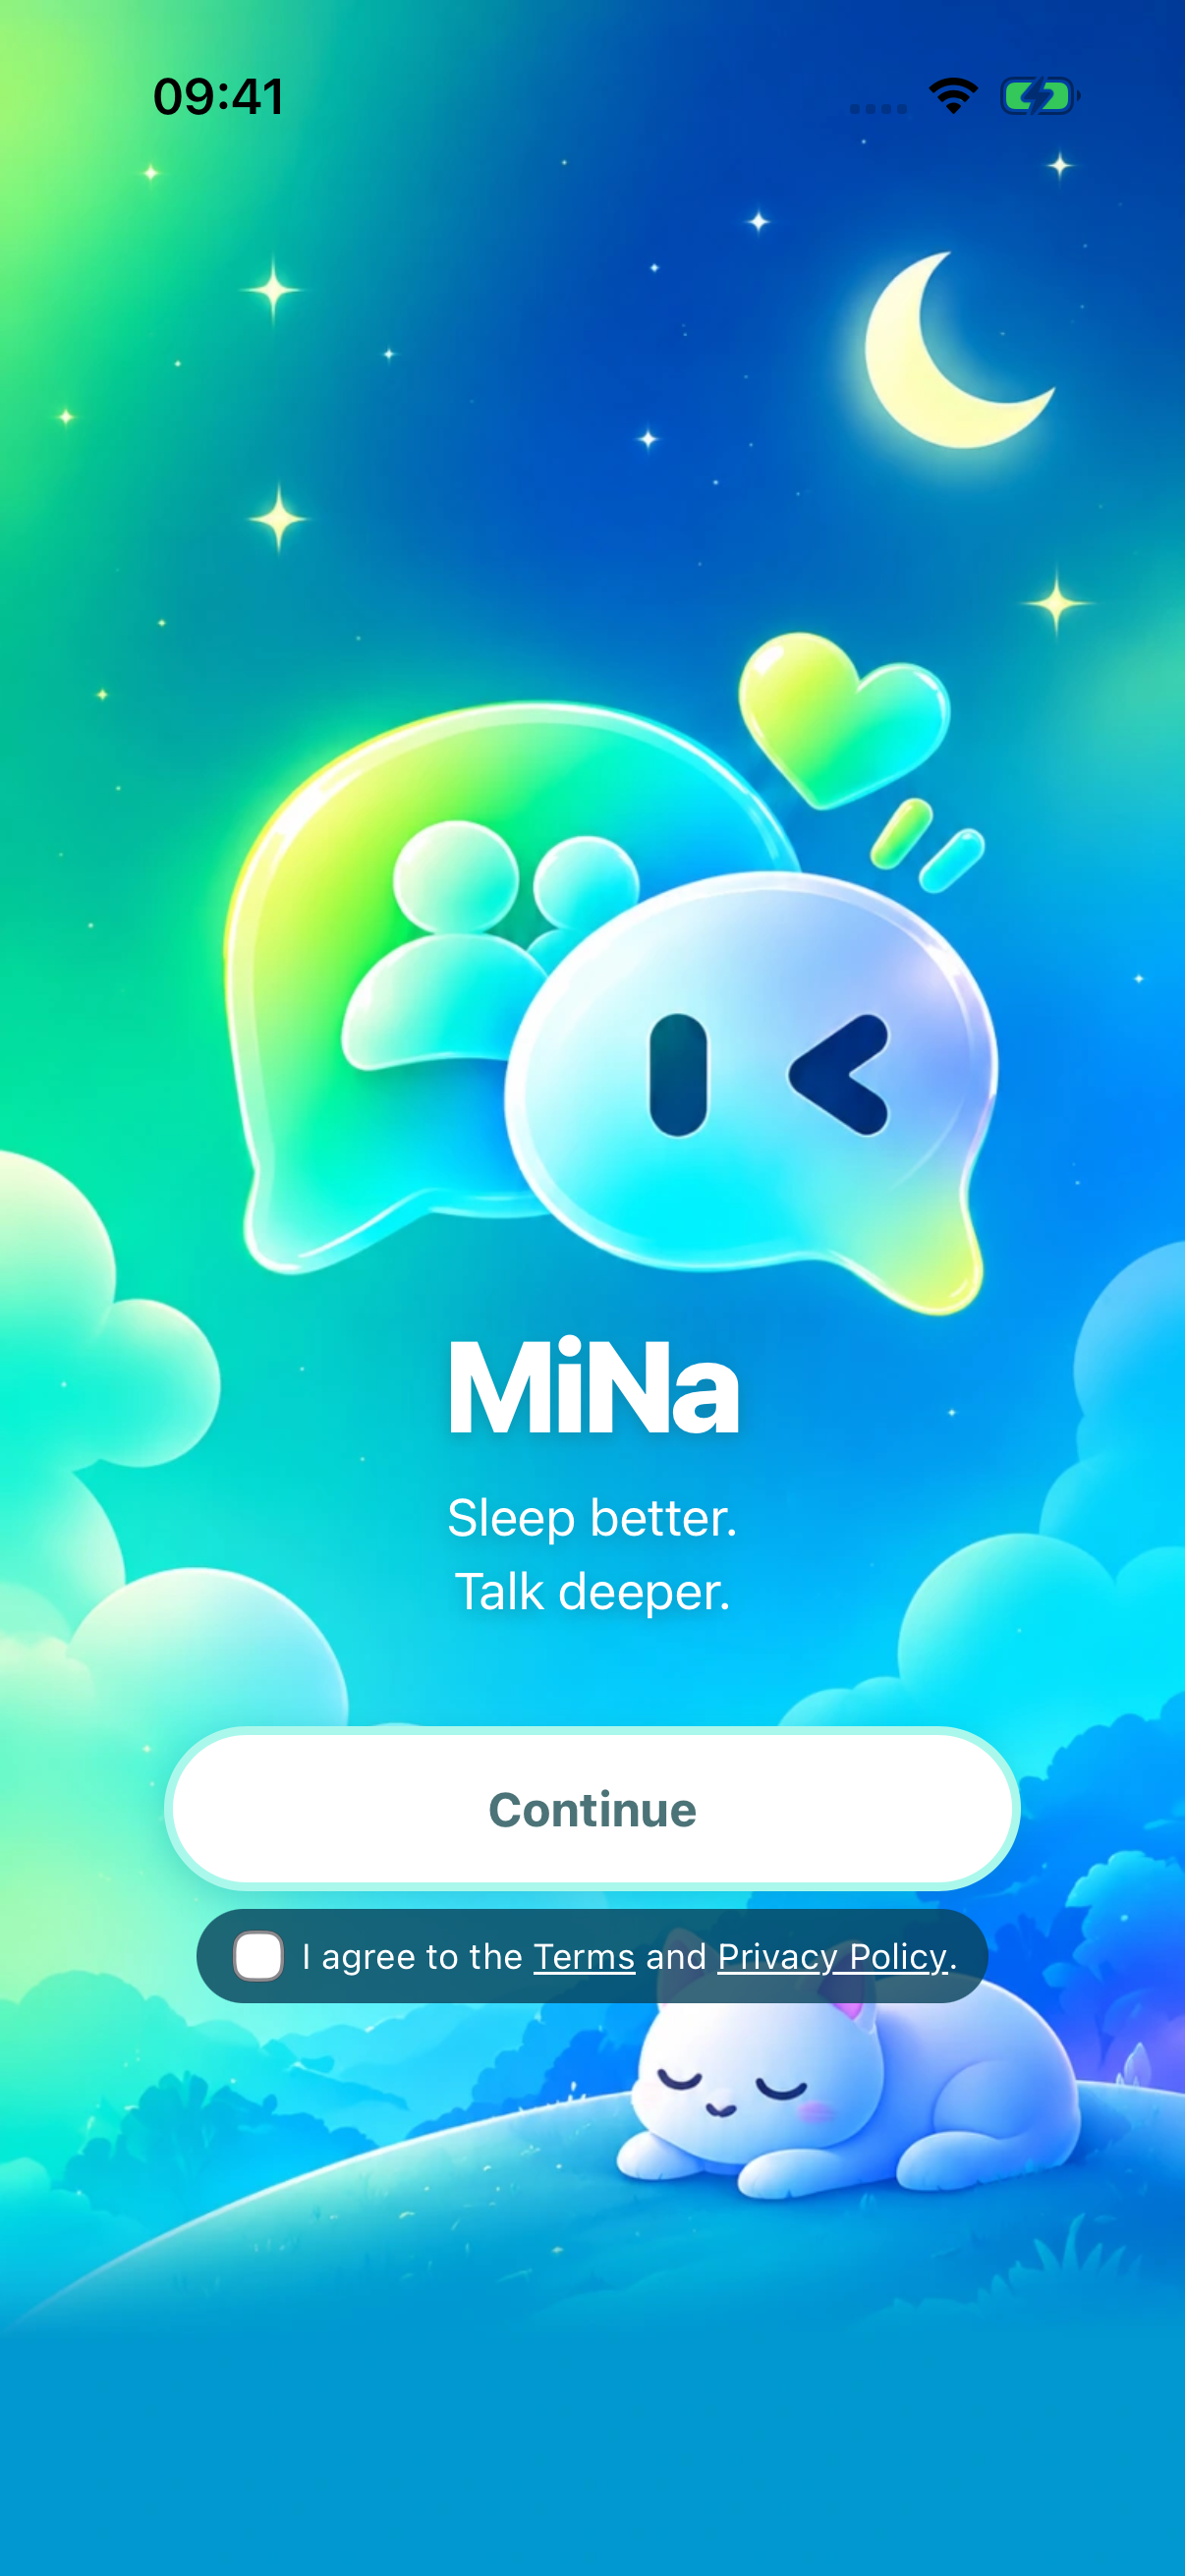 09:41
MiNa
Sleep better.
Talk deeper.
Continue
I agree to the Terms and Privacy Policy.